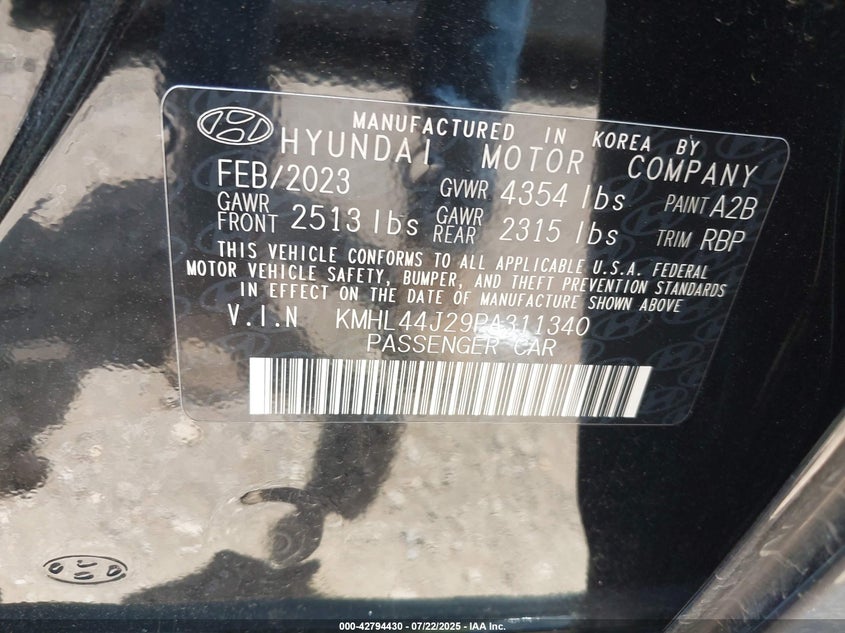 MANUFACTURED IN KOREA BY
HYUNDAI MOTOR COMPANY
FEB/2023 GVWR 4354 lbs PAINT A2B
GAWR FRONT 2513 lbs GAWR REAR 2315 lbs TRIM RBP
THIS VEHICLE CONFORMS TO ALL APPLICABLE U.S.A. FEDERAL
MOTOR VEHICLE SAFETY, BUMPER, AND THEFT PREVENTION STANDARDS
IN EFFECT ON THE DATE OF MANUFACTURE SHOWN ABOVE
V.I.N KMHL44J29PA311340
PASSENGER CAR
000-42794430 - 07/22/2025 - IAA Inc.